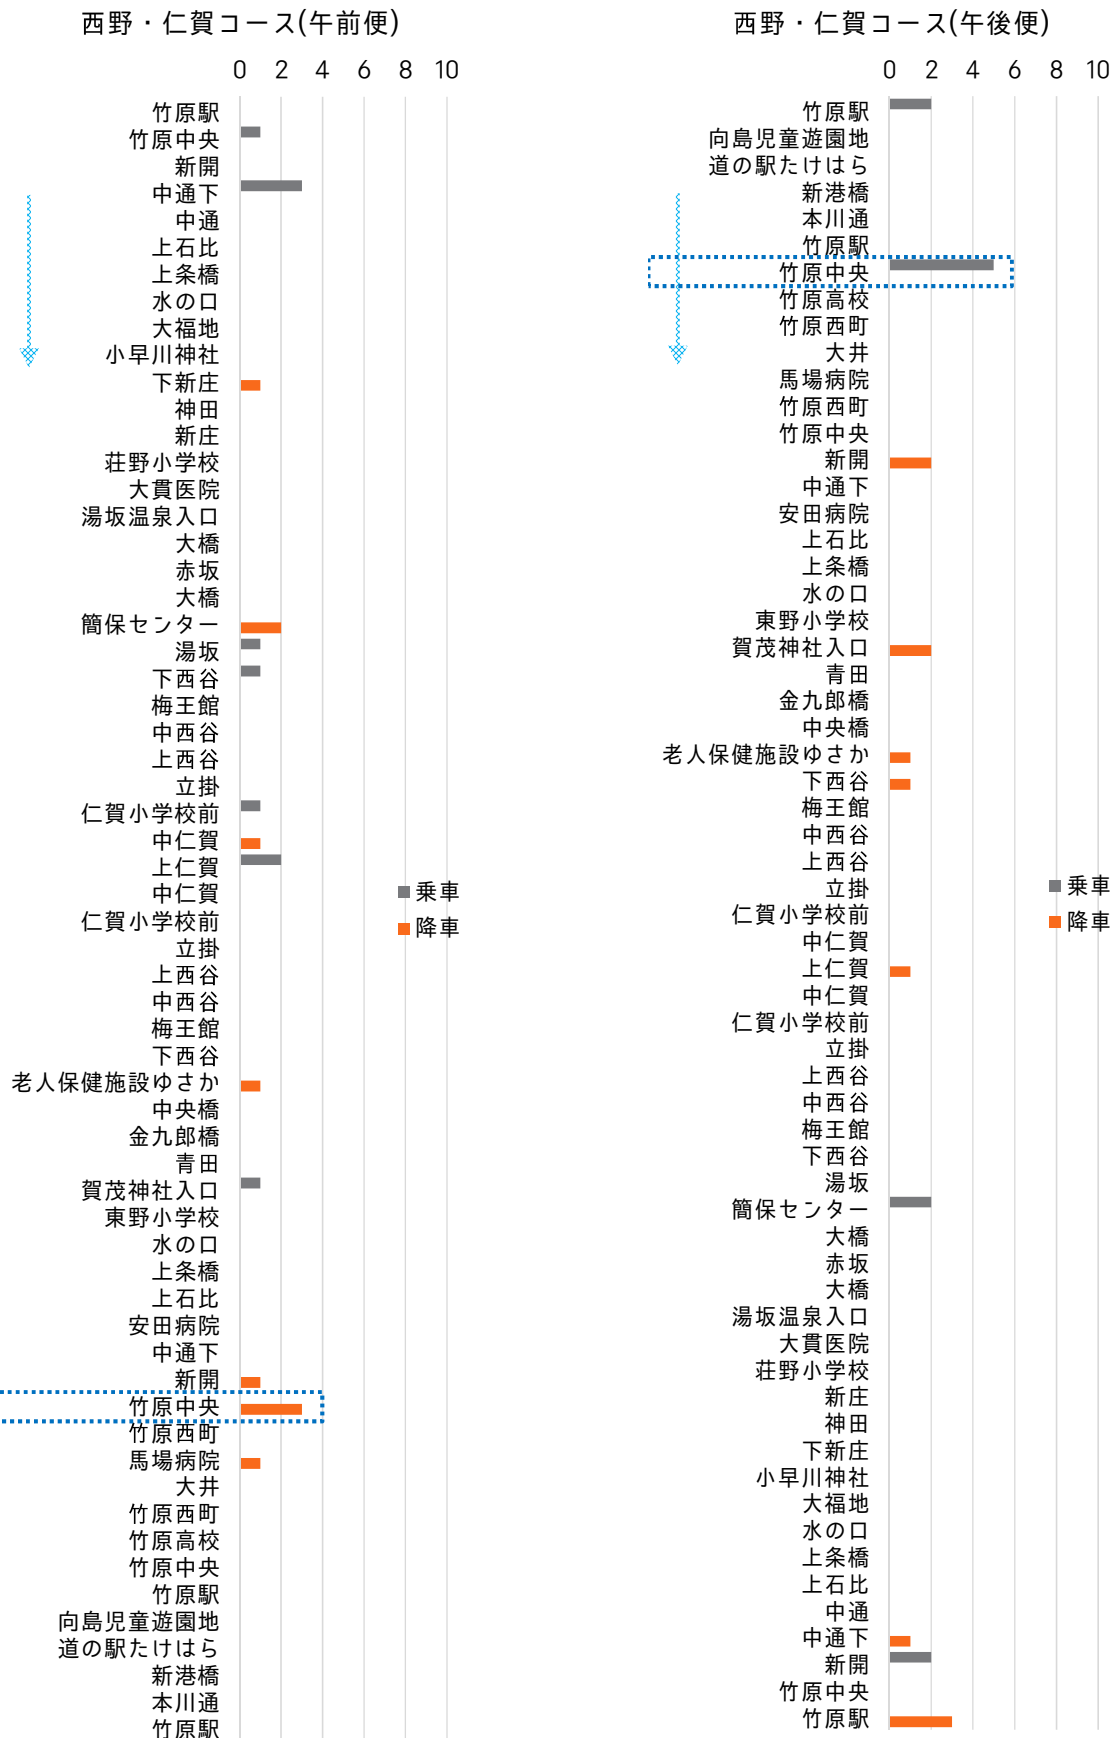 西野・仁賀コース(午前便)
0 2 4 6 8 10
竹原駅
竹原中央
新開
中通下
中通
上石比
上条橋
水の口
大福地
小早川神社
下新庄
神田
新庄
荘野小学校
大貫医院
湯坂温泉入口
大橋
赤坂
大橋
簡保センター
湯坂
下西谷
梅王館
中西谷
上西谷
立掛
仁賀小学校前
中仁賀
上仁賀
中仁賀
仁賀小学校前
立掛
上西谷
中西谷
梅王館
下西谷
老人保健施設ゆさか
中央橋
金九郎橋
青田
賀茂神社入口
東野小学校
水の口
上条橋
上石比
安田病院
中通下
新開
竹原中央
竹原西町
馬場病院
大井
竹原西町
竹原高校
竹原中央
竹原駅
向島児童遊園地
道の駅たけはら
新港橋
本川通
竹原駅
乗車
降車
西野・仁賀コース(午後便)
0 2 4 6 8 10
竹原駅
向島児童遊園地
道の駅たけはら
新港橋
本川通
竹原駅
竹原中央
竹原高校
竹原西町
大井
馬場病院
竹原西町
竹原中央
新開
中通下
安田病院
上石比
上条橋
水の口
東野小学校
賀茂神社入口
青田
金九郎橋
中央橋
老人保健施設ゆさか
下西谷
梅王館
中西谷
上西谷
立掛
仁賀小学校前
中仁賀
上仁賀
中仁賀
仁賀小学校前
立掛
上西谷
中西谷
梅王館
下西谷
湯坂
簡保センター
大橋
赤坂
大橋
湯坂温泉入口
大貫医院
荘野小学校
新庄
神田
下新庄
小早川神社
大福地
水の口
上条橋
上石比
中通
中通下
新開
竹原中央
竹原駅
乗車
降車